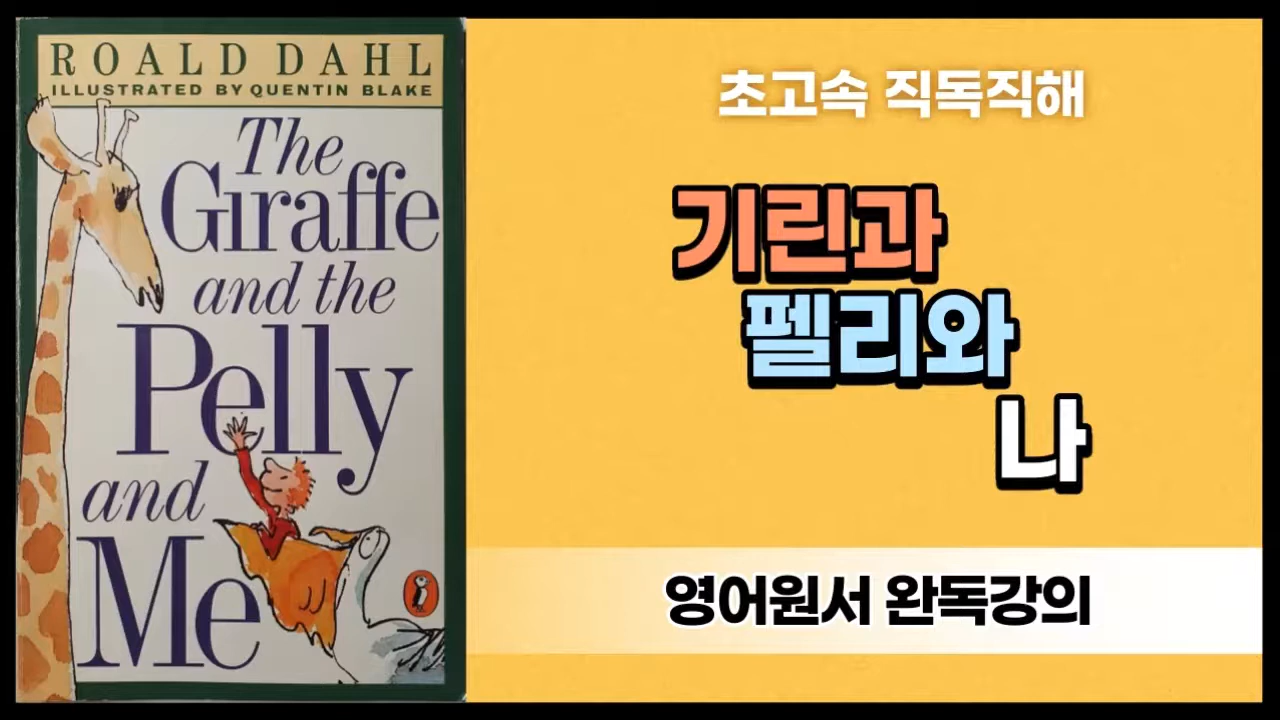 ROALD DAHL
ILLUSTRATED BY QUENTIN BLAKE
The
Giraffe
and the
Pelly
and
Me
초고속 직독직해
기린과
펠리와
나
영어원서 완독강의